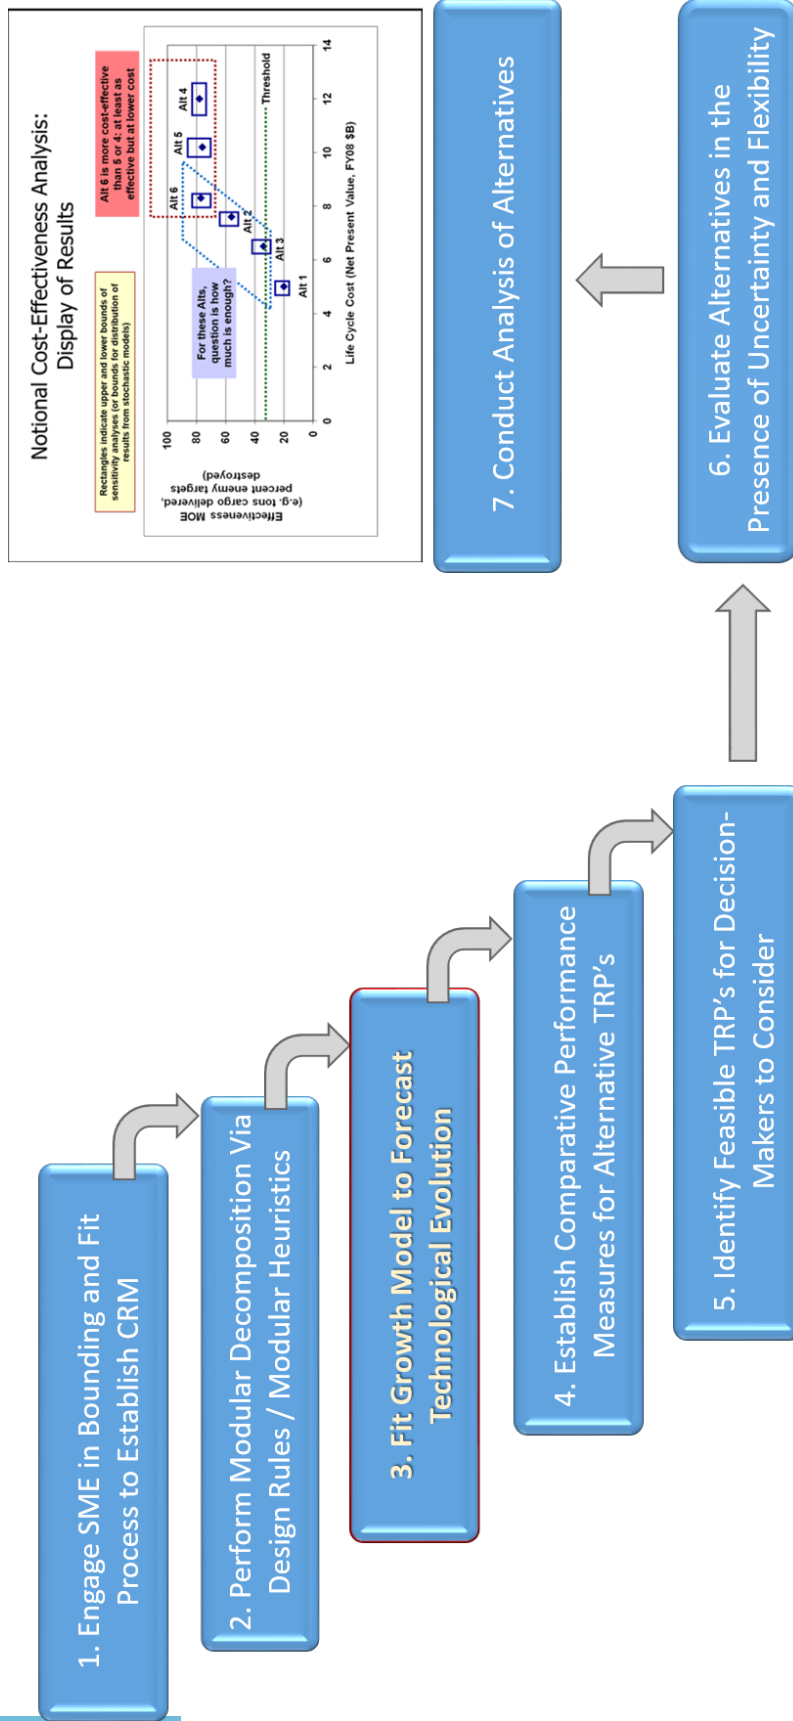 1. Engage SME in Bounding and Fit
Process to Establish CRM
2. Perform Modular Decomposition Via
Design Rules / Modular Heuristics
3. Fit Growth Model to Forecast
Technological Evolution
4. Establish Comparative Performance
Measures for Alternative TRP's
5. Identify Feasible TRP's for Decision-
Makers to Consider
6. Evaluate Alternatives in the
Presence of Uncertainty and Flexibility
7. Conduct Analysis of Alternatives
Notional Cost-Effectiveness Analysis:
Display of Results
Rectangles indicate upper and lower bounds of
sensitivity analyses (or bounds for distribution of
results from stochastic models)
Alt 6 is more cost-effective
than 5 or 4: at least as
effective but at lower cost
Effectiveness MOE
(e.g. tons cargo delivered,
percent enemy targets
destroyed)
100
80
60
40
20
0
For these Alts,
question is how
much is enough?
Alt 6
Alt 5
Alt 4
Alt 2
Alt 3
Alt 1
Threshold
0
2
4
6
8
10
12
14
Life Cycle Cost (Net Present Value, FY08 $B)